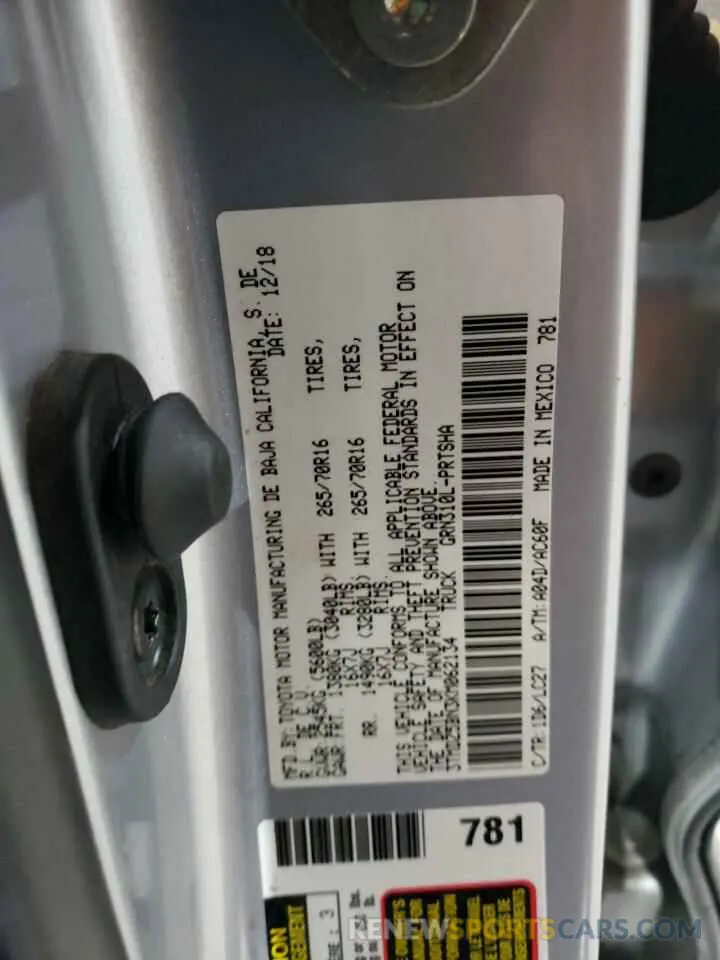 MFD.BY: TOYOTA MOTOR MANUFACTURING DE BAJA CALIFORNIA, S. DE
R.L. DE C.V. DATE: 12/18
GVWR 2545KG (5600LB)
GAWR FRT. 1380KG (3040LB) WITH 265/70R16 TIRES,
16X7J RIMS
RR. 1490KG (3280LB) WITH 265/70R16 TIRES,
16X7J RIMS
THIS VEHICLE CONFORMS TO ALL APPLICABLE FEDERAL MOTOR
VEHICLE SAFETY AND THEFT PREVENTION STANDARDS IN EFFECT ON
THE DATE OF MANUFACTURE SHOWN ABOVE.
3TMDZ5BN3KM062134 TRUCK GRN310L-PRTSHA
C/TR: 1D6/LC27 A/TM: A04D/AC60F MADE IN MEXICO 781
781
RENEWSPORTSCARS.COM